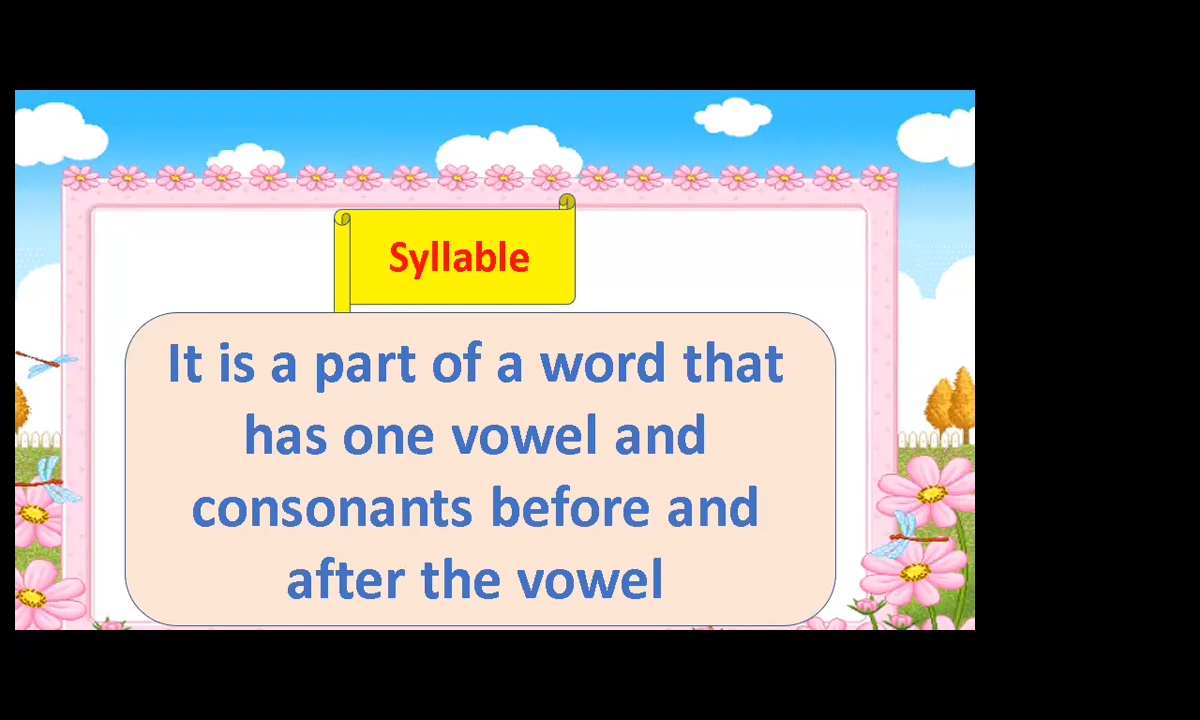 Syllable
It is a part of a word that
has one vowel and
consonants before and
after the vowel